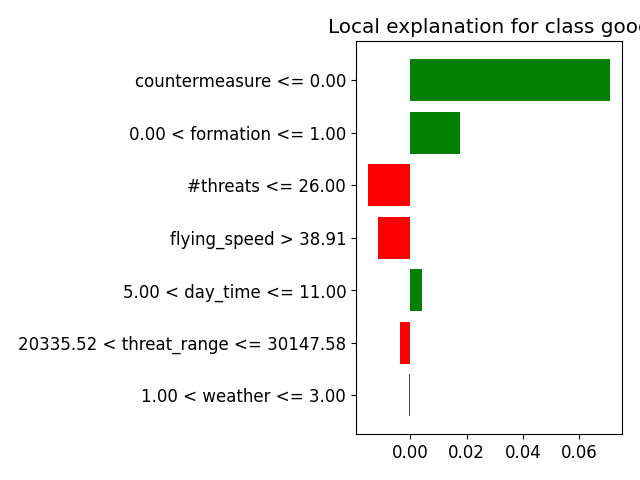 Local explanation for class good
countermeasure <= 0.00
0.00 < formation <= 1.00
#threats <= 26.00
flying_speed > 38.91
5.00 < day_time <= 11.00
20335.52 < threat_range <= 30147.58
1.00 < weather <= 3.00
0.00 0.02 0.04 0.06